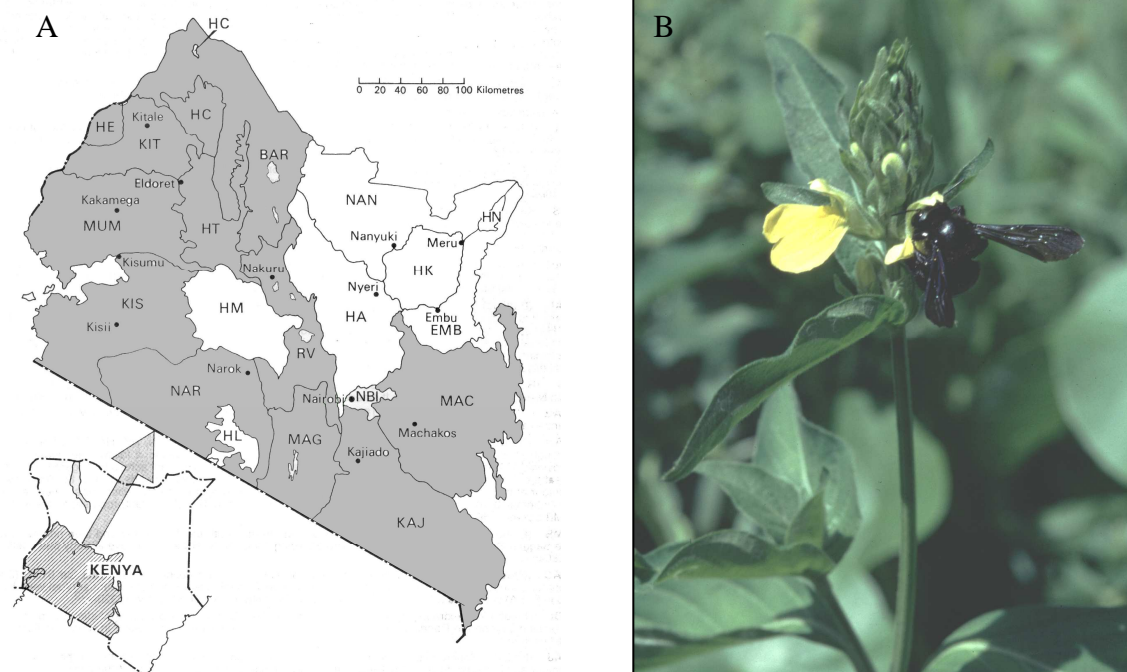 A
B
HC
0 20 40 60 80 100 Kilometres
HE
Kitale
KIT
HC
BAR
Eldoret
NAN
Kakamega
MUM
HT
HN
Nanyuki
Meru
Kisumu
Nakuru
HK
KIS
Nyeri
HM
HA
Embu
EMB
Kisii
RV
Narok
NAR
Nairobi
NBI
MAC
HL
MAG
Machakos
Kajiado
KAJ
KENYA